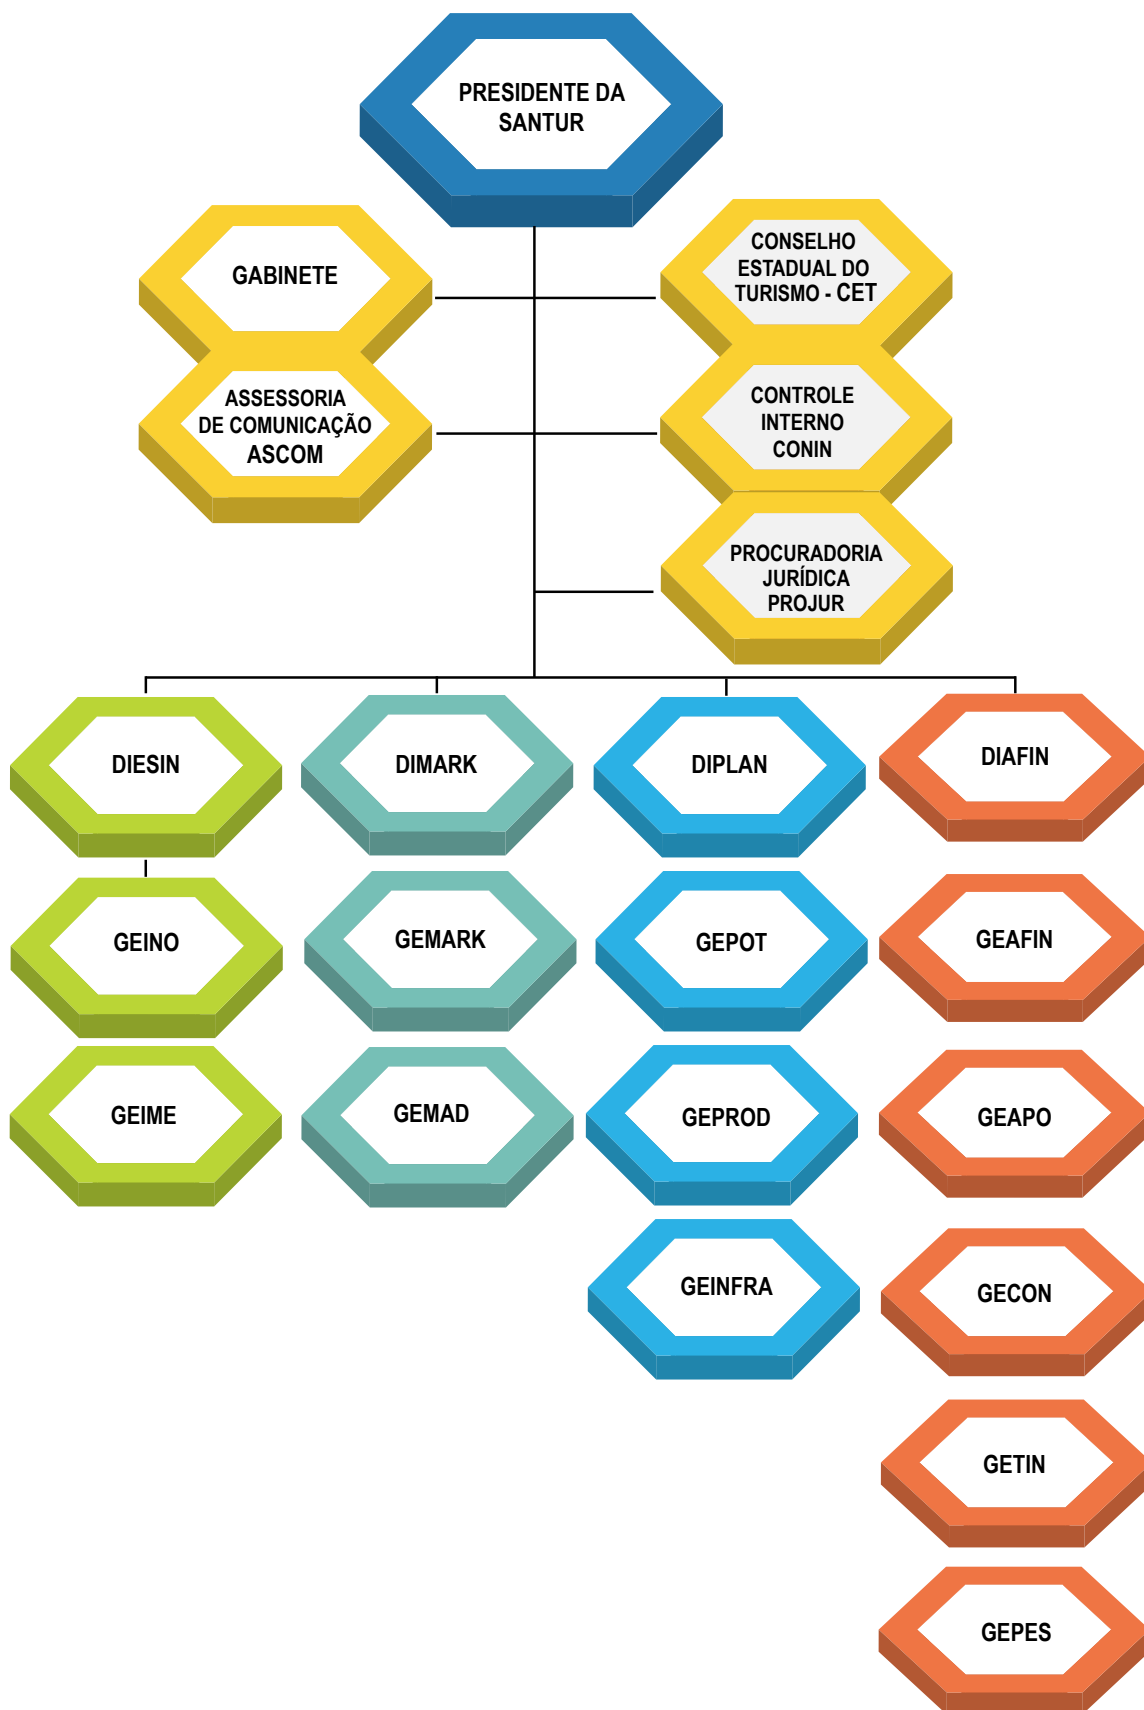 PRESIDENTE DA
SANTUR
GABINETE
CONSELHO
ESTADUAL DO
TURISMO - CET
ASSESSORIA
DE COMUNICAÇÃO
ASCOM
CONTROLE
INTERNO
CONIN
PROCURADORIA
JURÍDICA
PROJUR
DIESIN
DIMARK
DIPLAN
DIAFIN
GEINO
GEMARK
GEPOT
GEAFIN
GEIME
GEMAD
GEPROD
GEAPO
GEINFRA
GECON
GETIN
GEPES